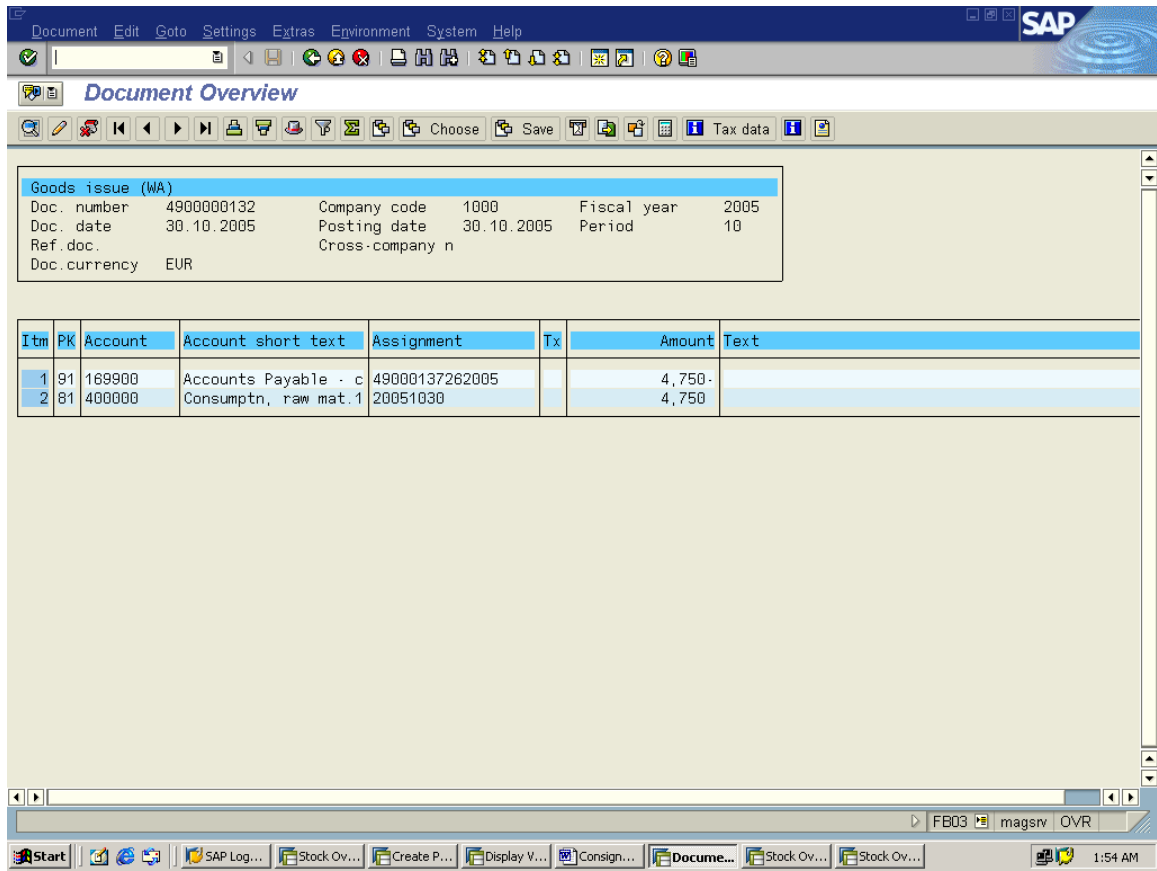 SAP
Document Edit Goto Settings Extras Environment System Help
Document Overview
Choose Save Tax data
Goods issue (WA)
Doc. number 4900000132 Company code 1000 Fiscal year 2005
Doc. date 30.10.2005 Posting date 30.10.2005 Period 10
Ref.doc. Cross-company n
Doc.currency EUR
Itm PK Account Account short text Assignment Tx Amount Text
1 91 169900 Accounts Payable - c 49000137262005 4,750-
2 81 400000 Consumptn, raw mat.1 20051030 4,750
FB03 magsrv OVR
Start SAP Log... Stock Ov... Create P... Display V... Consign... Docume... Stock Ov... Stock Ov... 1:54 AM